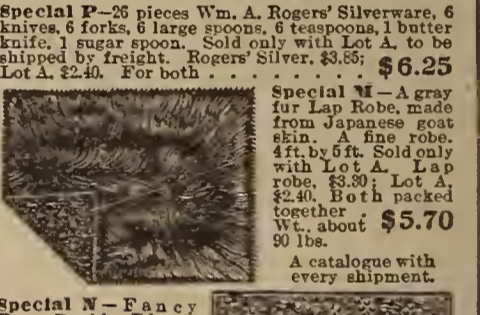 Special P—26 pieces Wm. A. Rogers' Silverware, 6
knives, 6 forks, 6 large spoons, 6 teaspoons, 1 butter
knife, 1 sugar spoon. Sold only with Lot A, to be
shipped by freight. Rogers' Silver, $3.85;
Lot A, $2.40. For both . . . . . . . . $6.25
Special M—A gray
fur Lap Robe, made
from Japanese goat
skin. A fine robe.
4 ft. by 5 ft. Sold only
with Lot A. Lap
robe, $3.30; Lot A,
$2.40. Both packed
together . $5.70
Wt., about
90 lbs.
A catalogue with
every shipment.
Special N—Fancy